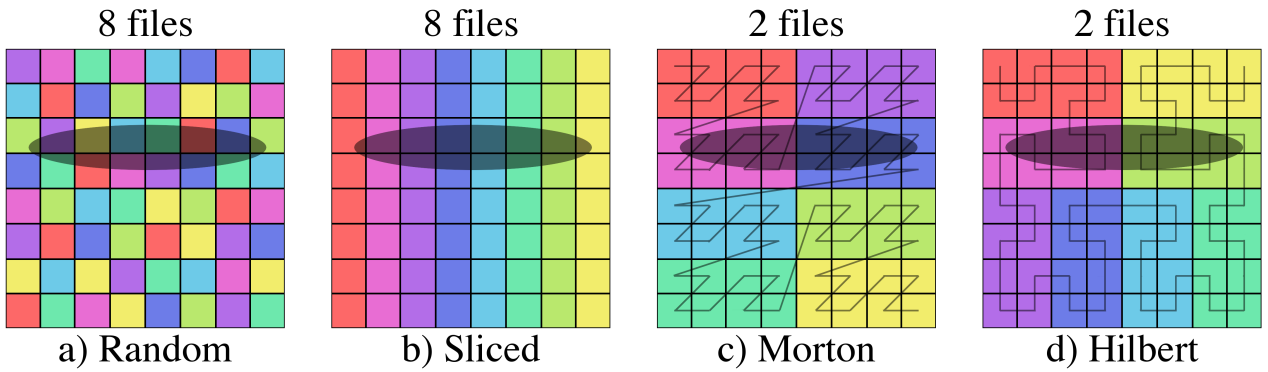 8 files
8 files
2 files
2 files
a) Random
b) Sliced
c) Morton
d) Hilbert